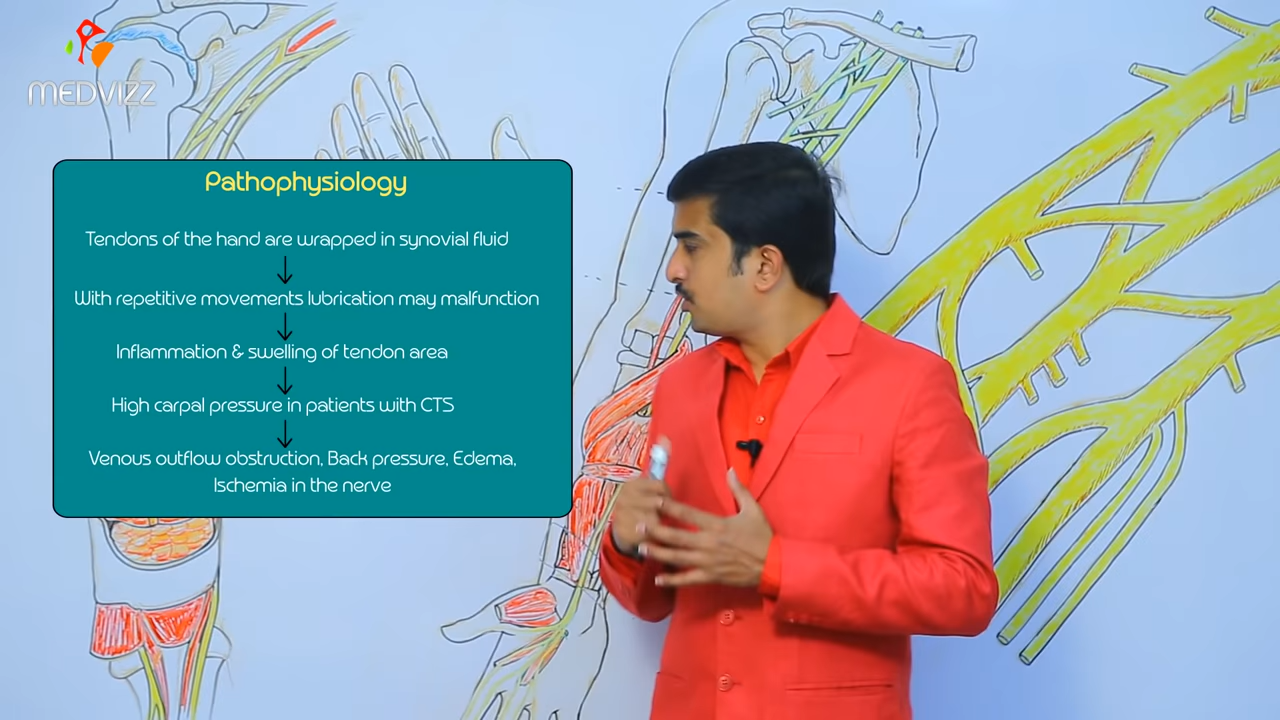 MEDVIZZ
Pathophysiology
Tendons of the hand are wrapped in synovial fluid
With repetitive movements lubrication may malfunction
Inflammation & swelling of tendon area
High carpal pressure in patients with CTS
Venous outflow obstruction, Back pressure, Edema,
Ischemia in the nerve